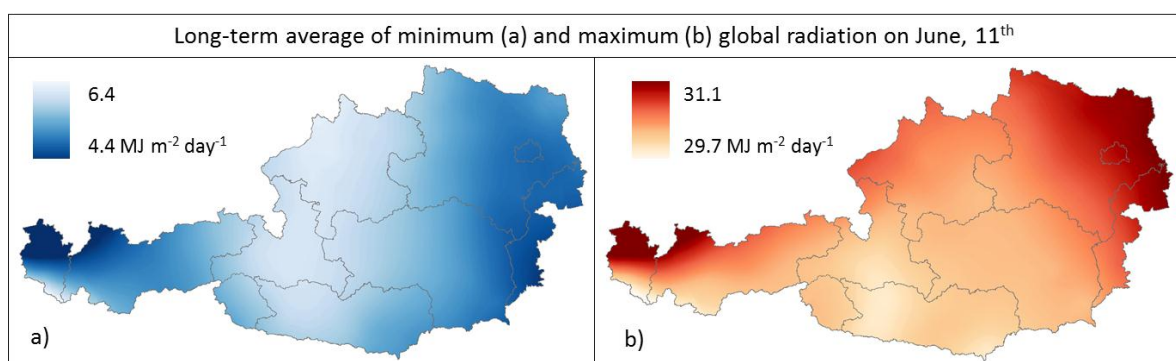 Long-term average of minimum (a) and maximum (b) global radiation on June, 11th
6.4
4.4 MJ m-2 day-1
a)
31.1
29.7 MJ m-2 day-1
b)